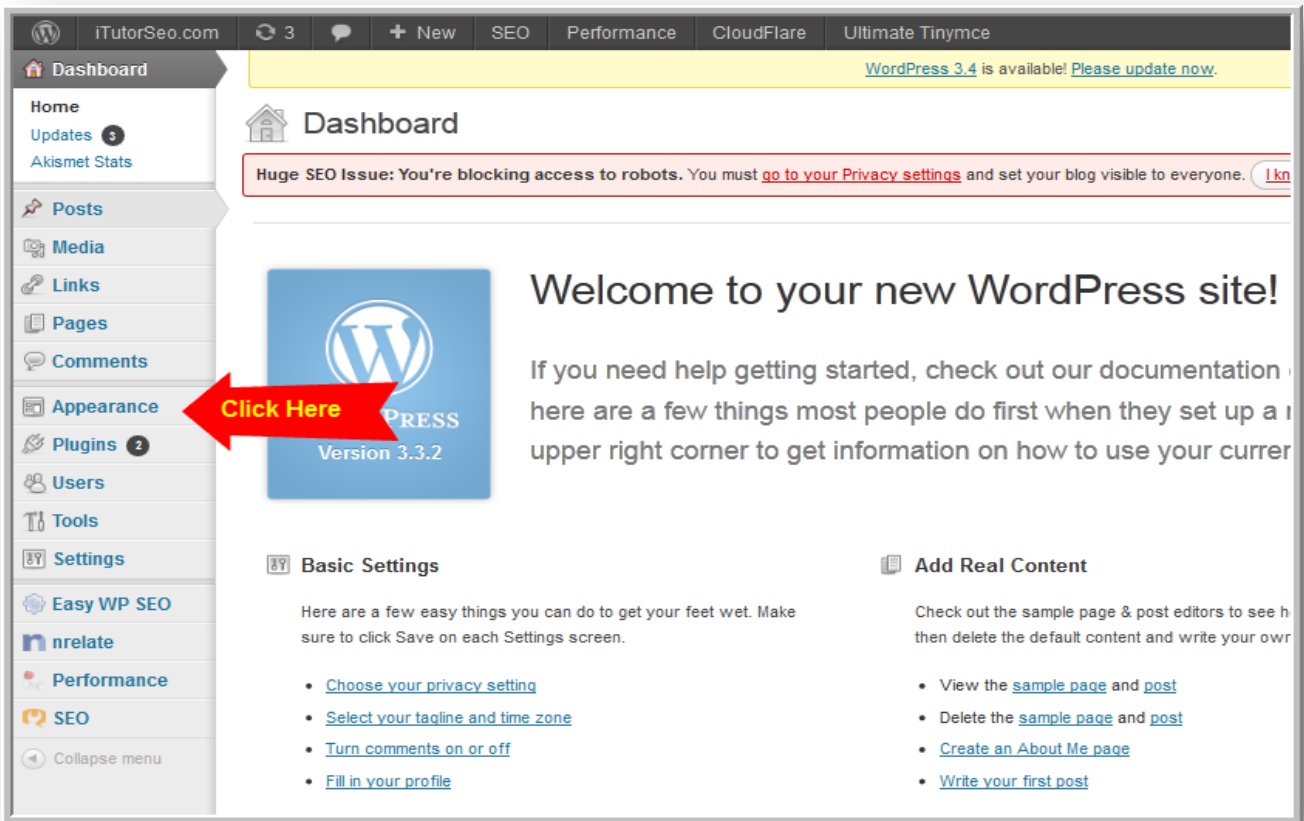 iTutorSeo.com 3 + New SEO Performance CloudFlare Ultimate Tinymce
Dashboard
WordPress 3.4 is available! Please update now.
Home
Updates 3
Akismet Stats
Dashboard
Huge SEO Issue: You're blocking access to robots. You must go to your Privacy settings and set your blog visible to everyone. I kn
Posts
Media
Links
Pages
Comments
Appearance
Plugins 2
Users
Tools
Settings
Easy WP SEO
nrelate
Performance
SEO
Collapse menu
Click Here
PRESS
Version 3.3.2
Welcome to your new WordPress site!
If you need help getting started, check out our documentation
here are a few things most people do first when they set up a
upper right corner to get information on how to use your
Basic Settings
Here are a few easy things you can do to get your feet wet. Make
sure to click Save on each Settings screen.
• Choose your privacy setting
• Select your tagline and time zone
• Turn comments on or off
• Fill in your profile
Add Real Content
Check out the sample page & post editors to see
then delete the default content and write your
• View the sample page and post
• Delete the sample page and post
• Create an About Me page
• Write your first post